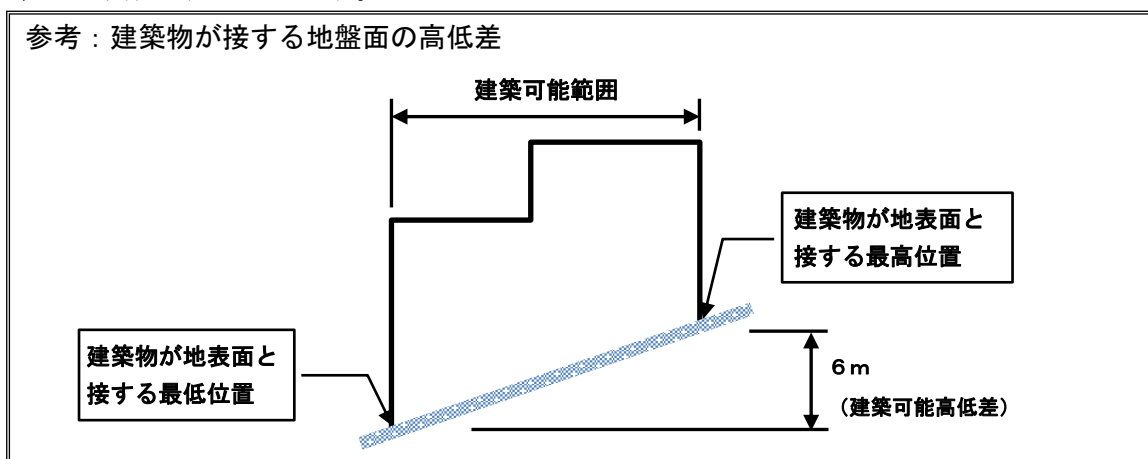 参考：建築物が接する地盤面の高低差
建築可能範囲
建築物が地表面と
接する最高位置
建築物が地表面と
接する最低位置
６ｍ
（建築可能高低差）